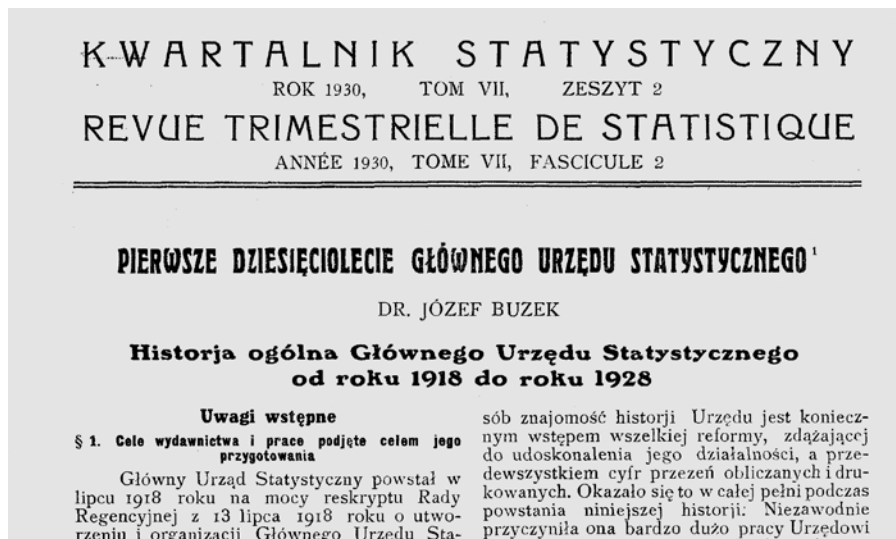 KWARTALNIK STATYSTYCZNY
ROK 1930, TOM VII, ZESZYT 2
REVUE TRIMESTRIELLE DE STATISTIQUE
ANNÉE 1930, TOME VII, FASCICULE 2
PIERWSZE DZIESIĘCIOLECIE GŁÓWNEGO URZĘDU STATYSTYCZNEGO¹
DR. JÓZEF BUZEK
Historja ogólna Głównego Urzędu Statystycznego
od roku 1918 do roku 1928
Uwagi wstępne
§ 1. Cele wydawnictwa i prace podjęte celem jego
przygotowania
Główny Urząd Statystyczny powstał w
lipcu 1918 roku na mocy reskryptu Rady
Regencyjnej z 13 lipca 1918 roku o utwo-
rzeniu i organizacji Głównego Urzędu Sta-
sób znajomość historji Urzędu jest koniecz-
nym wstępem wszelkiej reformy, zdążającej
do udoskonalenia jego działalności, a prze-
dewszystkiem cyfr przezeń obliczanych i dru-
kowanych. Okazało się to w całej pełni podczas
powstania niniejszej historji: Niezawodnie
przyczyniła ona bardzo dużo pracy Urzędowi